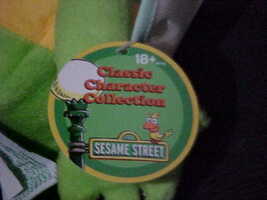 18+
Classic
Character
Collection
SESAME STREET